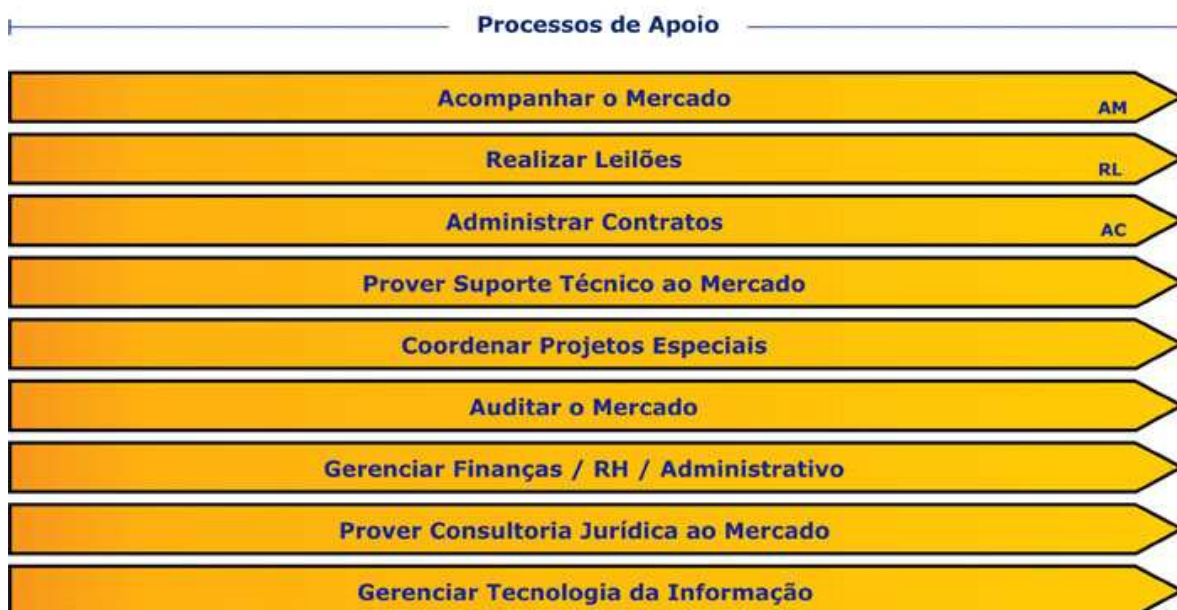 Processos de Apoio
Acompanhar o Mercado
AM
Realizar Leilões
RL
Administrar Contratos
AC
Prover Suporte Técnico ao Mercado
Coordenar Projetos Especiais
Auditar o Mercado
Gerenciar Finanças / RH / Administrativo
Prover Consultoria Jurídica ao Mercado
Gerenciar Tecnologia da Informação